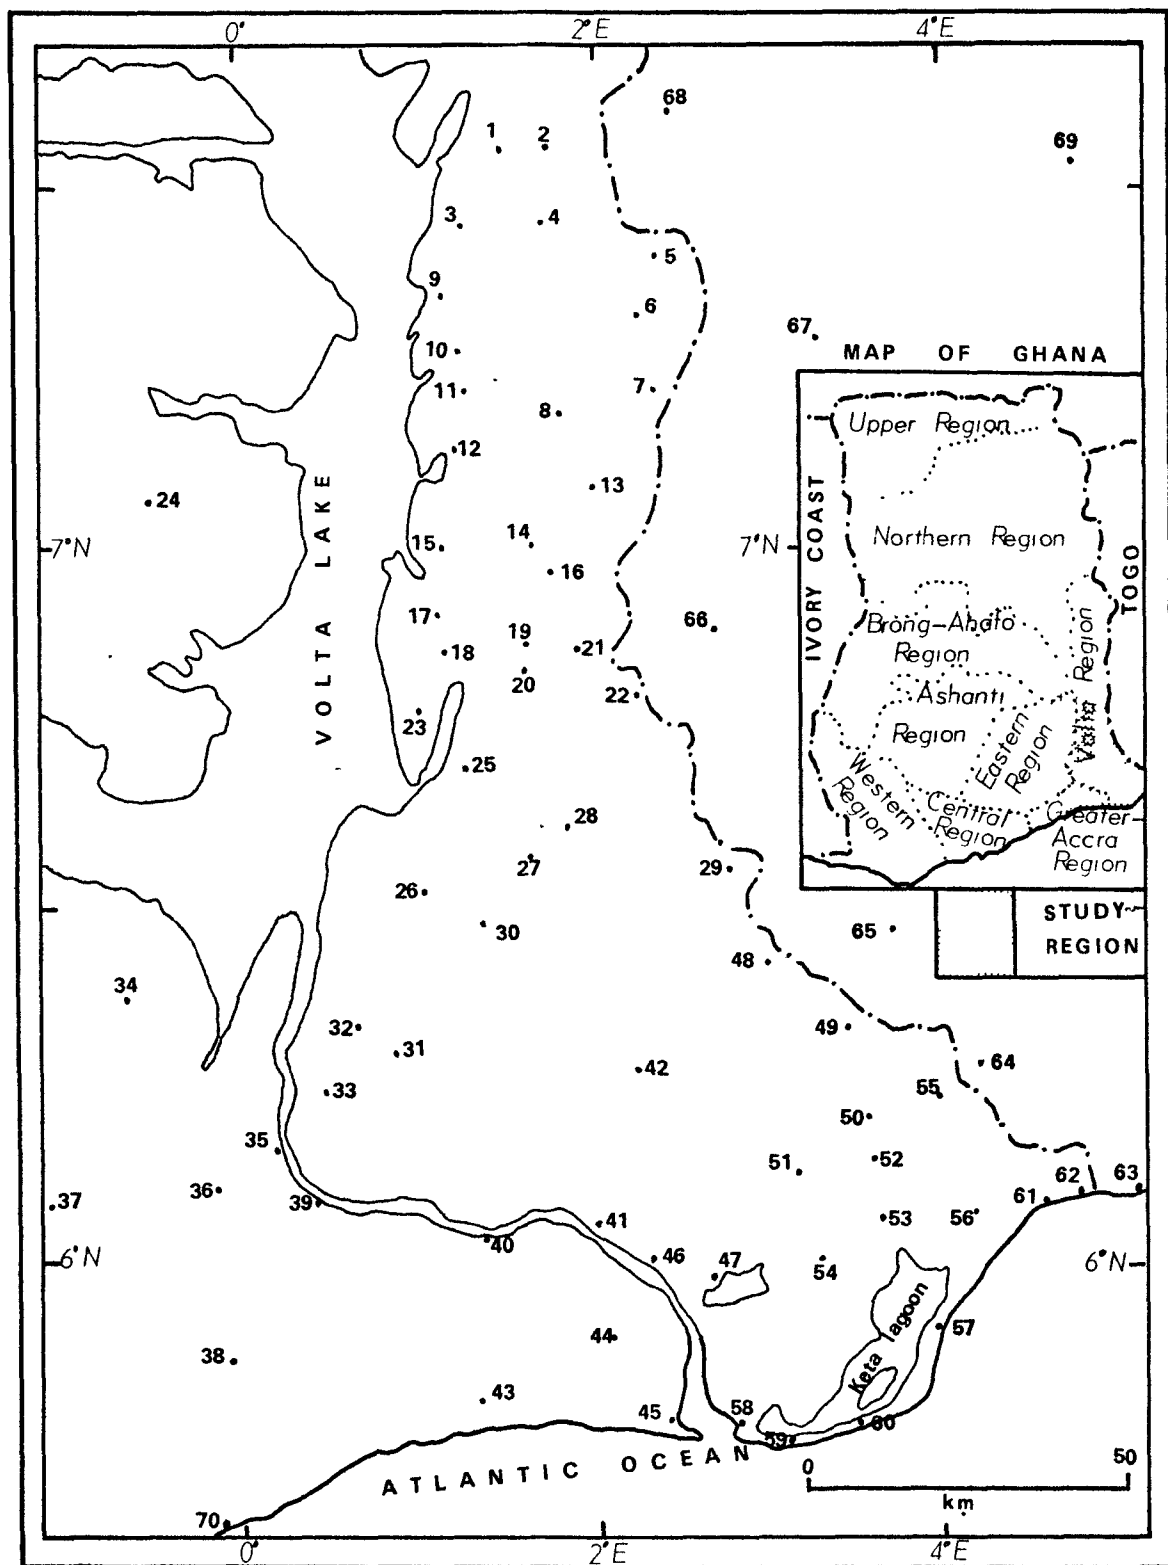 0° 2°E 4°E
68
1 2
69
3 4
5
9
6
67
10
MAP OF GHANA
11
7
8
Upper Region
12
13
24
VOLTA LAKE
IVORY COAST
7°N
15
14
7°N
Northern Region
TOGO
16
17
66
19
Brong-Ahafo
Region
18
21
20
22
Ashanti
Region
Volta Region
23
Eastern
Region
25
Western
Region
28
Central
Region
Greater-
Accra
Region
27
29
26
30
65
STUDY
REGION
48
34
32
49
31
42
64
33
55
50
35
51
52
36
62
63
37
39
61
41
53
56
40
6°N
46
47
54
6°N
Keta lagoon
57
44
38
43
45
58
60
59
ATLANTIC OCEAN
0 50
km
70
0° 2°E 4°E